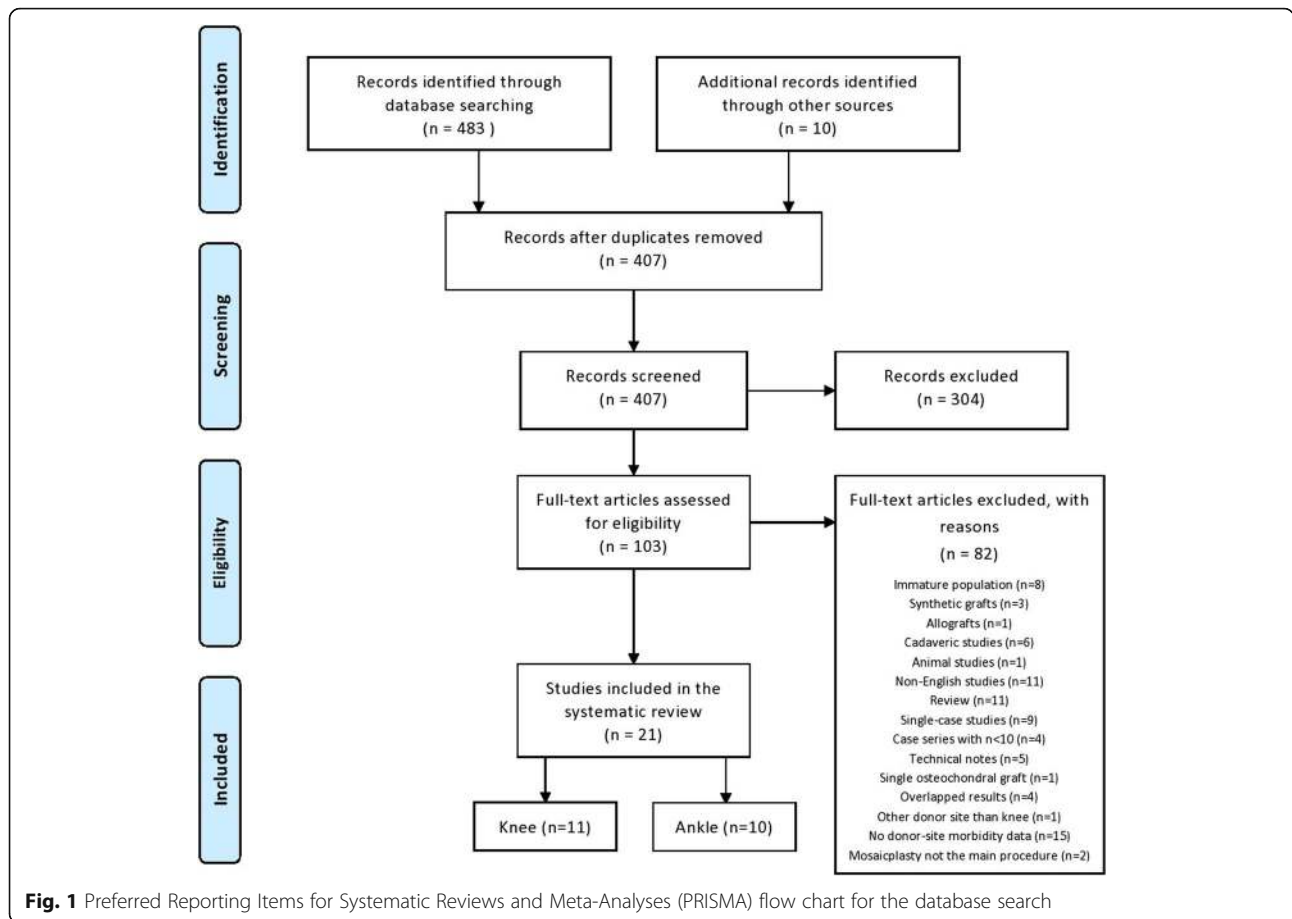 Identification
Records identified through
database searching
(n = 483 )
Additional records identified
through other sources
(n = 10)
Records after duplicates removed
(n = 407)
Screening
Records screened
(n = 407)
Records excluded
(n = 304)
Eligibility
Full-text articles assessed
for eligibility
(n = 103)
Full-text articles excluded, with
reasons
(n = 82)
Immature population (n=8)
Synthetic grafts (n=3)
Allografts (n=1)
Cadaveric studies (n=6)
Animal studies (n=1)
Non-English studies (n=11)
Review (n=11)
Single-case studies (n=9)
Case series with n<10 (n=4)
Technical notes (n=5)
Single osteochondral graft (n=1)
Overlapped results (n=4)
Other donor site than knee (n=1)
No donor-site morbidity data (n=15)
Mosaicplasty not the main procedure (n=2)
Included
Studies included in the
systematic review
(n = 21)
Knee (n=11)
Ankle (n=10)
Fig. 1 Preferred Reporting Items for Systematic Reviews and Meta-Analyses (PRISMA) flow chart for the database search